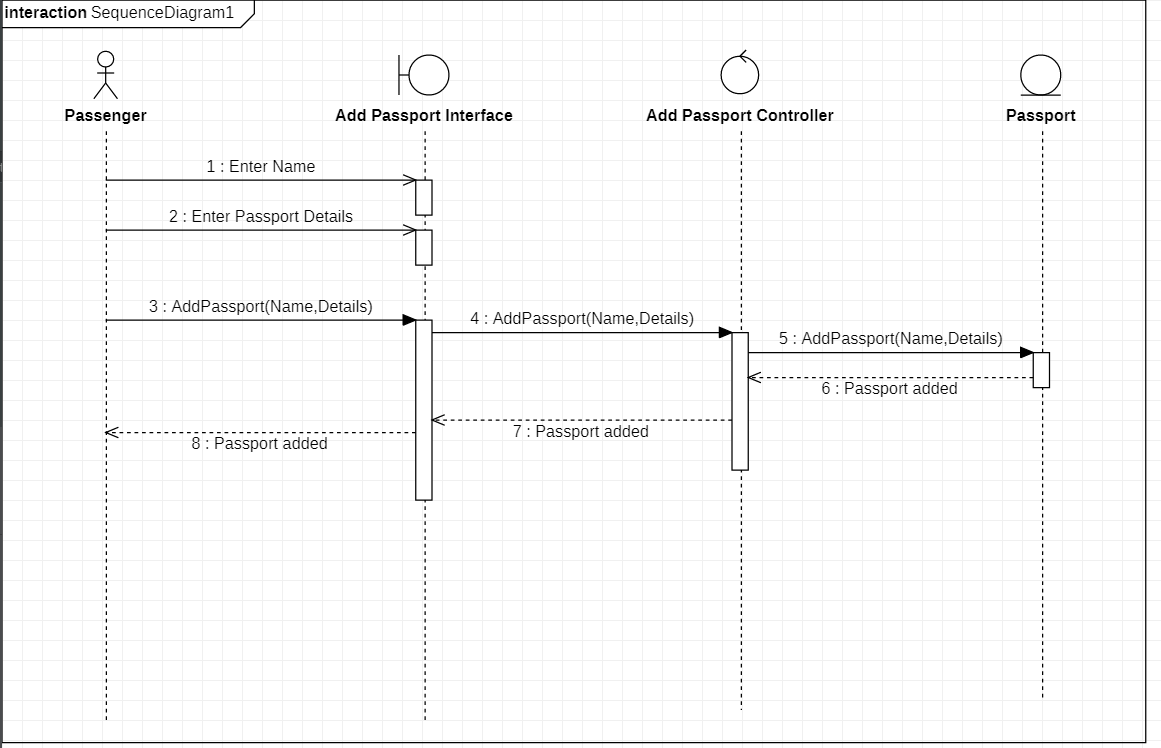 interaction SequenceDiagram1
Passenger
Add Passport Interface
Add Passport Controller
Passport
1 : Enter Name
2 : Enter Passport Details
3 : AddPassport(Name,Details)
4 : AddPassport(Name,Details)
5 : AddPassport(Name,Details)
6 : Passport added
7 : Passport added
8 : Passport added